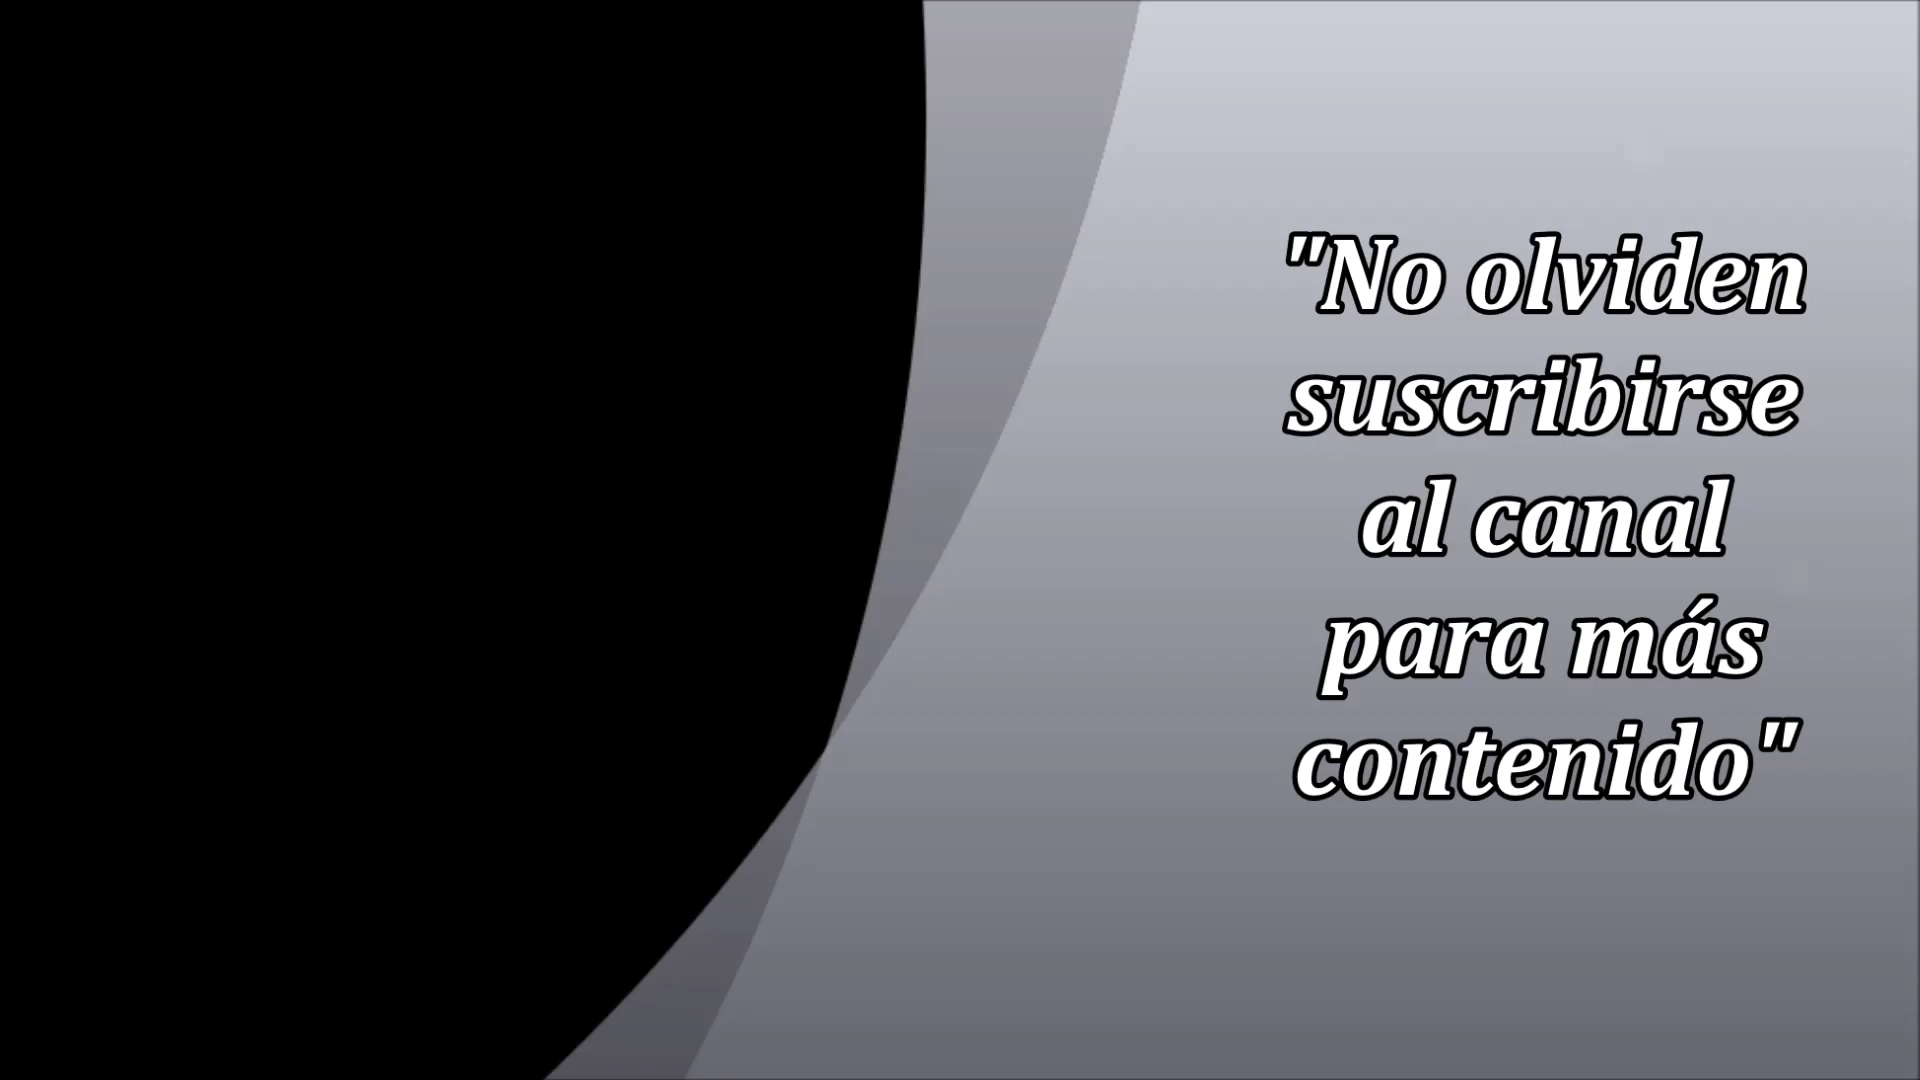 "No olviden
suscribirse
al canal
para más
contenido"